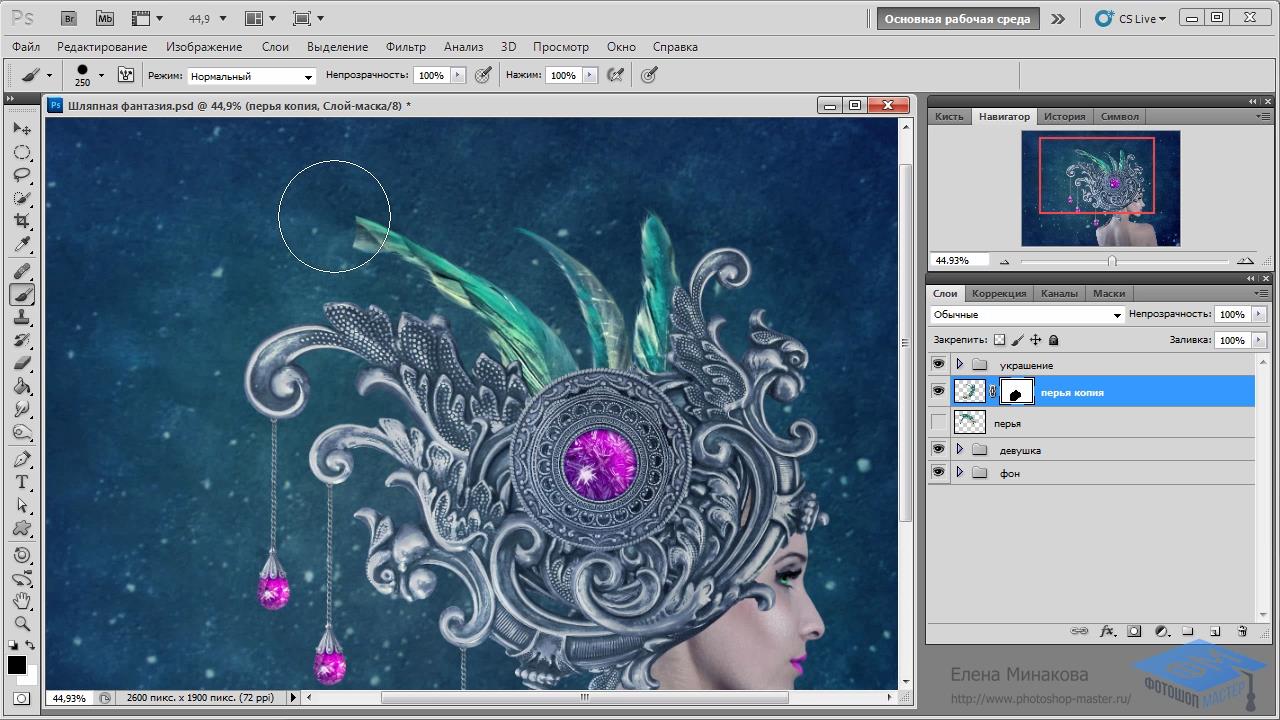 Ps Br Mb 44,9 Основная рабочая среда CS Live
Файл Редактирование Изображение Слои Выделение Фильтр Анализ 3D Просмотр Окно Справка
250 Режим: Нормальный Непрозрачность: 100% Нажим: 100%
Ps Шляпная фантазия.psd @ 44,9% (перья копия, Слой-маска/8) *
Кисть Навигатор История Символ
44.93%
Слои Коррекция Каналы Маски
Обычные Непрозрачность: 100%
Закрепить: Заливка: 100%
украшение
перья копия
перья
девушка
фон
T
fx
44,93% 2600 пикс. x 1900 пикс. (72 ppi)
Елена Минакова
http://www.photoshop-master.ru/
ФОТОШОП МАСТЕР